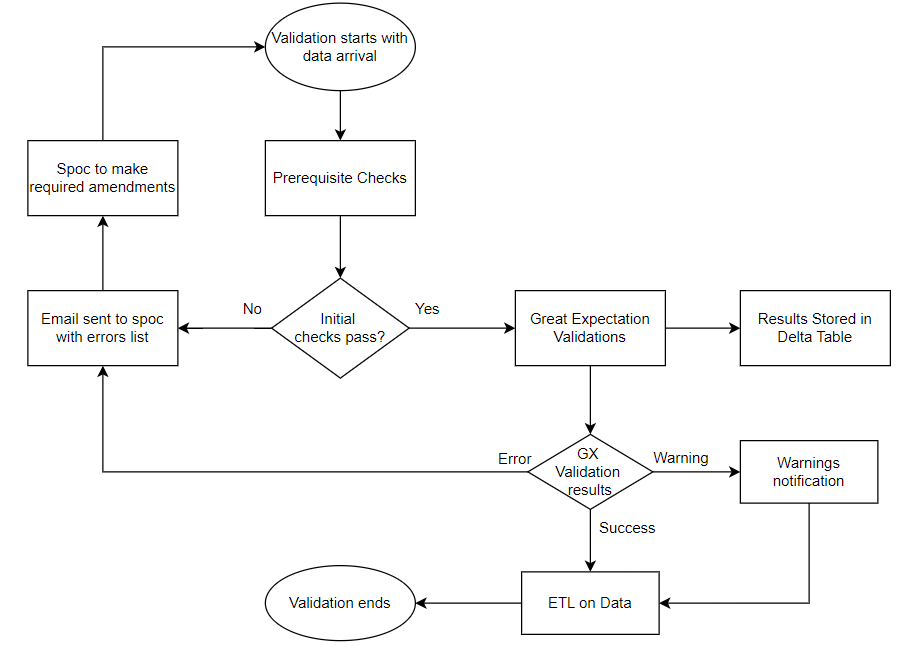 Validation starts with
data arrival
Spoc to make
required amendments
Prerequisite Checks
Email sent to spoc
with errors list
No
Initial
checks pass?
Yes
Great Expectation
Validations
Results Stored in
Delta Table
Error
GX
Validation
results
Warning
Warnings
notification
Success
Validation ends
ETL on Data